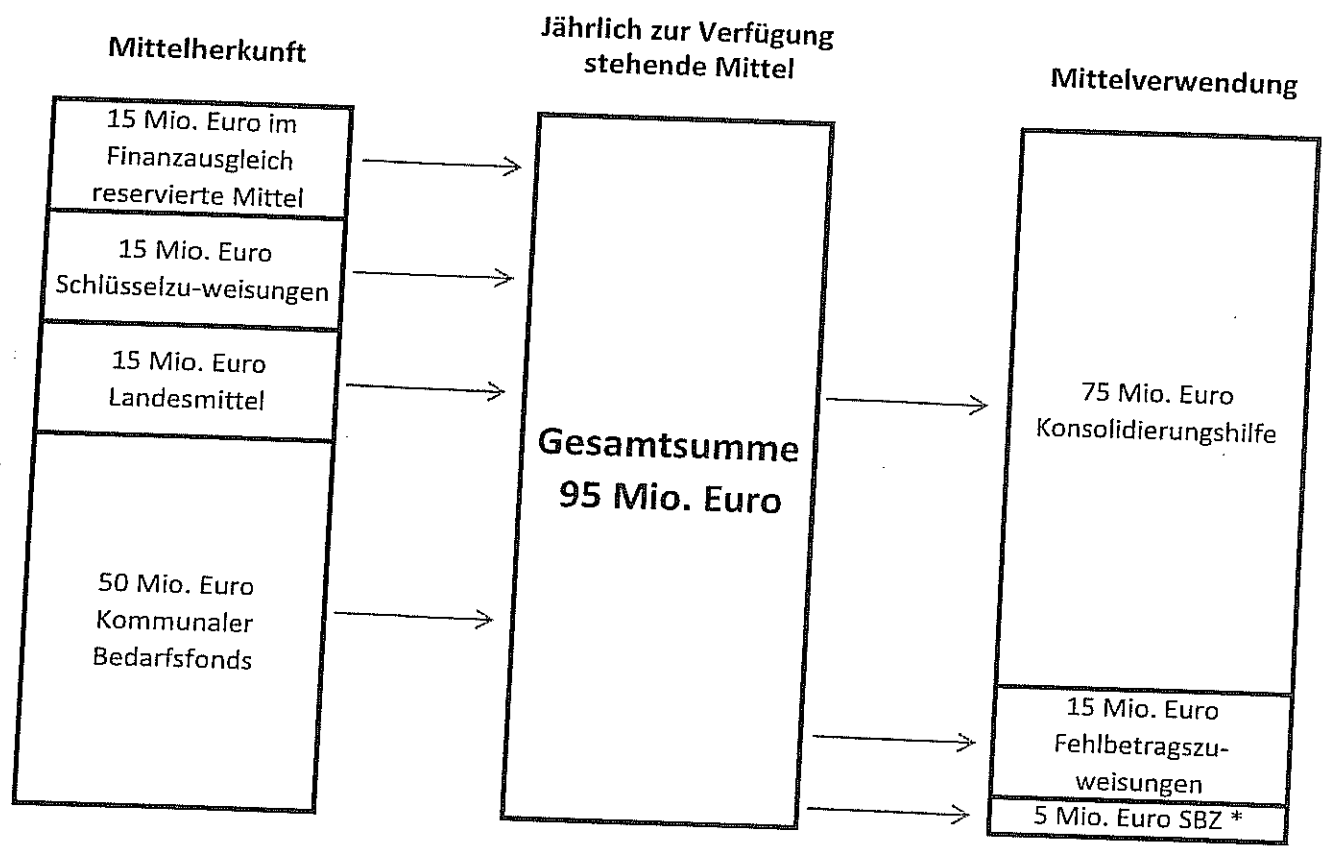 Mittelherkunft
15 Mio. Euro im
Finanzausgleich
reservierte Mittel
15 Mio. Euro
Schlüsselzu-weisungen
15 Mio. Euro
Landesmittel
50 Mio. Euro
Kommunaler
Bedarfsfonds
Jährlich zur Verfügung
stehende Mittel
Gesamtsumme
95 Mio. Euro
Mittelverwendung
75 Mio. Euro
Konsolidierungshilfe
15 Mio. Euro
Fehlbetragszu-
weisungen
5 Mio. Euro SBZ *